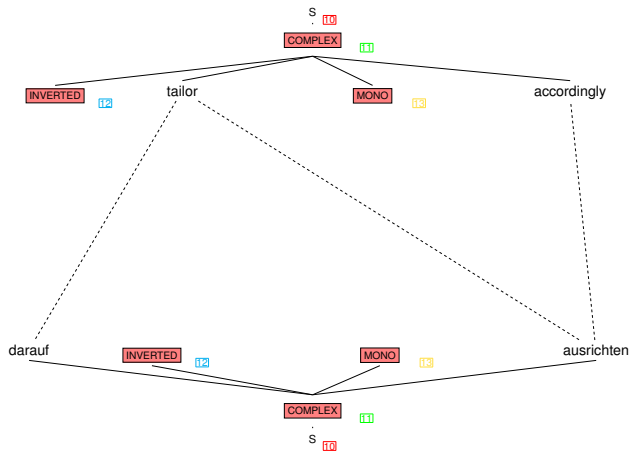 S 10
COMPLEX 11
INVERTED 12 tailor MONO 13 accordingly
darauf INVERTED 12 MONO 13 ausrichten
COMPLEX 11
S 10